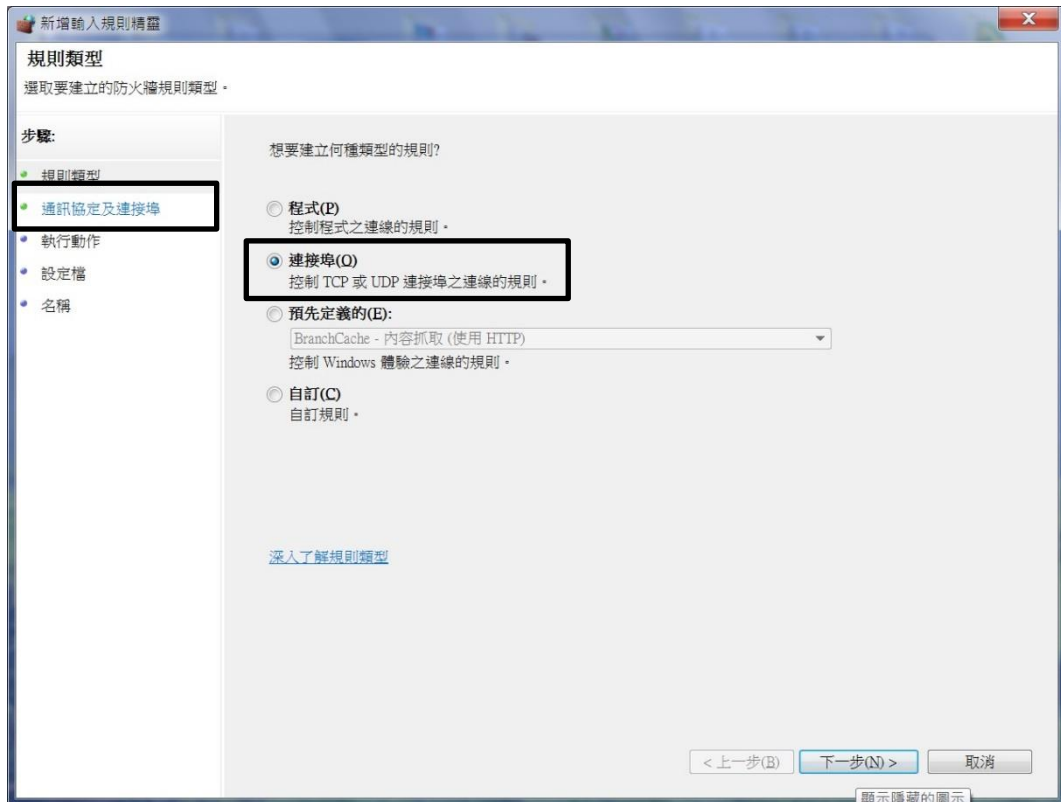 新增輸入規則精靈
規則類型
選取要建立的防火牆規則類型。
步驟:
規則類型
通訊協定及連接埠
執行動作
設定檔
名稱
想要建立何種類型的規則?
程式(P)
控制程式之連線的規則。
連接埠(O)
控制 TCP 或 UDP 連接埠之連線的規則。
預先定義的(E):
BranchCache - 內容抓取 (使用 HTTP)
控制 Windows 體驗之連線的規則。
自訂(C)
自訂規則。
深入了解規則類型
< 上一步(B) 下一步(N) > 取消
顯示隱藏的圖示